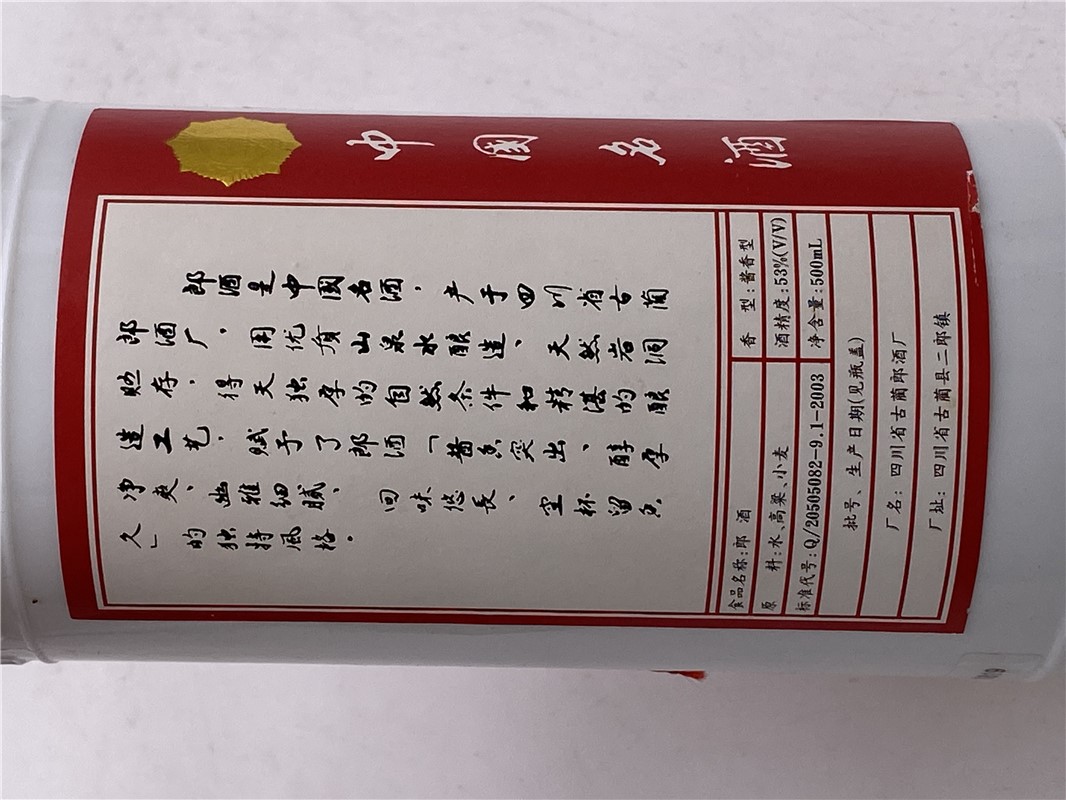 中國名酒
郎酒是中國名酒，产于四川省古蔺
郎酒厂，用优质山泉水酿造、天然岩洞
贮存，得天独厚的自然条件和精湛的酿
造工艺，赋予了郎酒「酱香突出、醇厚
净爽、幽雅细腻、回味悠長、空杯留香
久」的独特风格。
食品名称:郎酒 香型:酱香型
原料:水、高粱、小麦 酒精度:53%(V/V)
标准代号:Q/20505082-9.1-2003 净含量:500mL
批号、生产日期(见瓶盖)
厂名:四川省古蔺郎酒厂
厂址:四川省古蔺县二郎镇